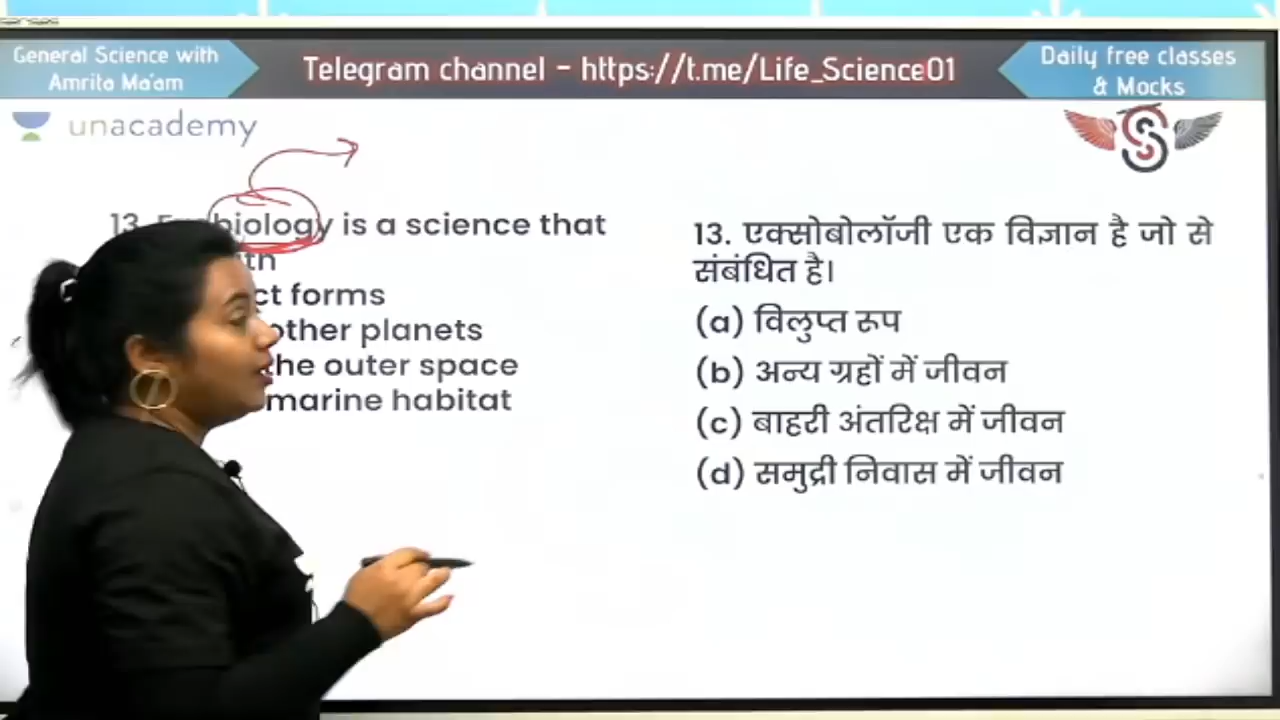 General Science with
Amrita Ma'am
Telegram channel - https://t.me/Life_Science01
Daily free classes
& Mocks
unacademy
13. biology is a science that
ct forms
other planets
the outer space
marine habitat
13. एक्सोबोलॉजी एक विज्ञान है जो से
संबंधित है।
(a) विलुप्त रूप
(b) अन्य ग्रहों में जीवन
(c) बाहरी अंतरिक्ष में जीवन
(d) समुद्री निवास में जीवन